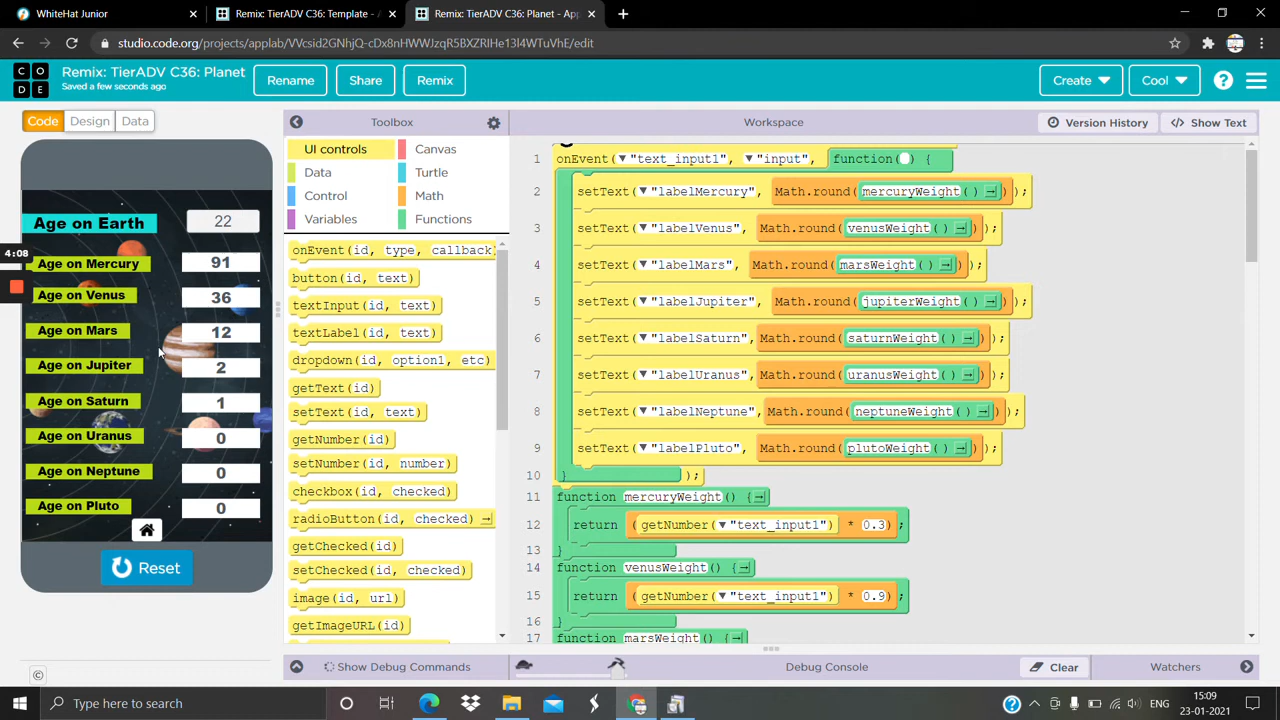 WhiteHat Junior
Remix: TierADV C36: Template - A
Remix: TierADV C36: Planet - App
studio.code.org/projects/applab/VVcsid2GNhjQ-cDx8nHWWJzqR5BXZRIHe13l4WTuVhE/edit
C O
D E
Remix: TierADV C36: Planet
Saved a few seconds ago
Rename
Share
Remix
Create
Cool
?
Code
Design
Data
Toolbox
Workspace
Version History
</> Show Text
UI controls
Canvas
Data
Turtle
Control
Math
Variables
Functions
Age on Earth 22
4:08
Age on Mercury 91
Age on Venus 36
Age on Mars 12
Age on Jupiter 2
Age on Saturn 1
Age on Uranus 0
Age on Neptune 0
Age on Pluto 0
Reset
onEvent(id, type, callback)
button(id, text)
textInput(id, text)
textLabel(id, text)
dropdown(id, option1, etc)
getText(id)
setText(id, text)
getNumber(id)
setNumber(id, number)
checkbox(id, checked)
radioButton(id, checked)
getChecked(id)
setChecked(id, checked)
image(id, url)
getImageURL(id)
1 onEvent("text_input1", "input", function( ) {
2 setText("labelMercury", Math.round(mercuryWeight()));
3 setText("labelVenus", Math.round(venusWeight()));
4 setText("labelMars", Math.round(marsWeight()));
5 setText("labelJupiter", Math.round(jupiterWeight()));
6 setText("labelSaturn", Math.round(saturnWeight()));
7 setText("labelUranus", Math.round(uranusWeight()));
8 setText("labelNeptune", Math.round(neptuneWeight()));
9 setText("labelPluto", Math.round(plutoWeight()));
10 } );
11 function mercuryWeight() {
12 return (getNumber("text_input1") * 0.3);
13 }
14 function venusWeight() {
15 return (getNumber("text_input1") * 0.9);
16 }
17 function marsWeight() {
©
Show Debug Commands
Debug Console
Clear
Watchers
Type here to search
ENG
15:09
23-01-2021